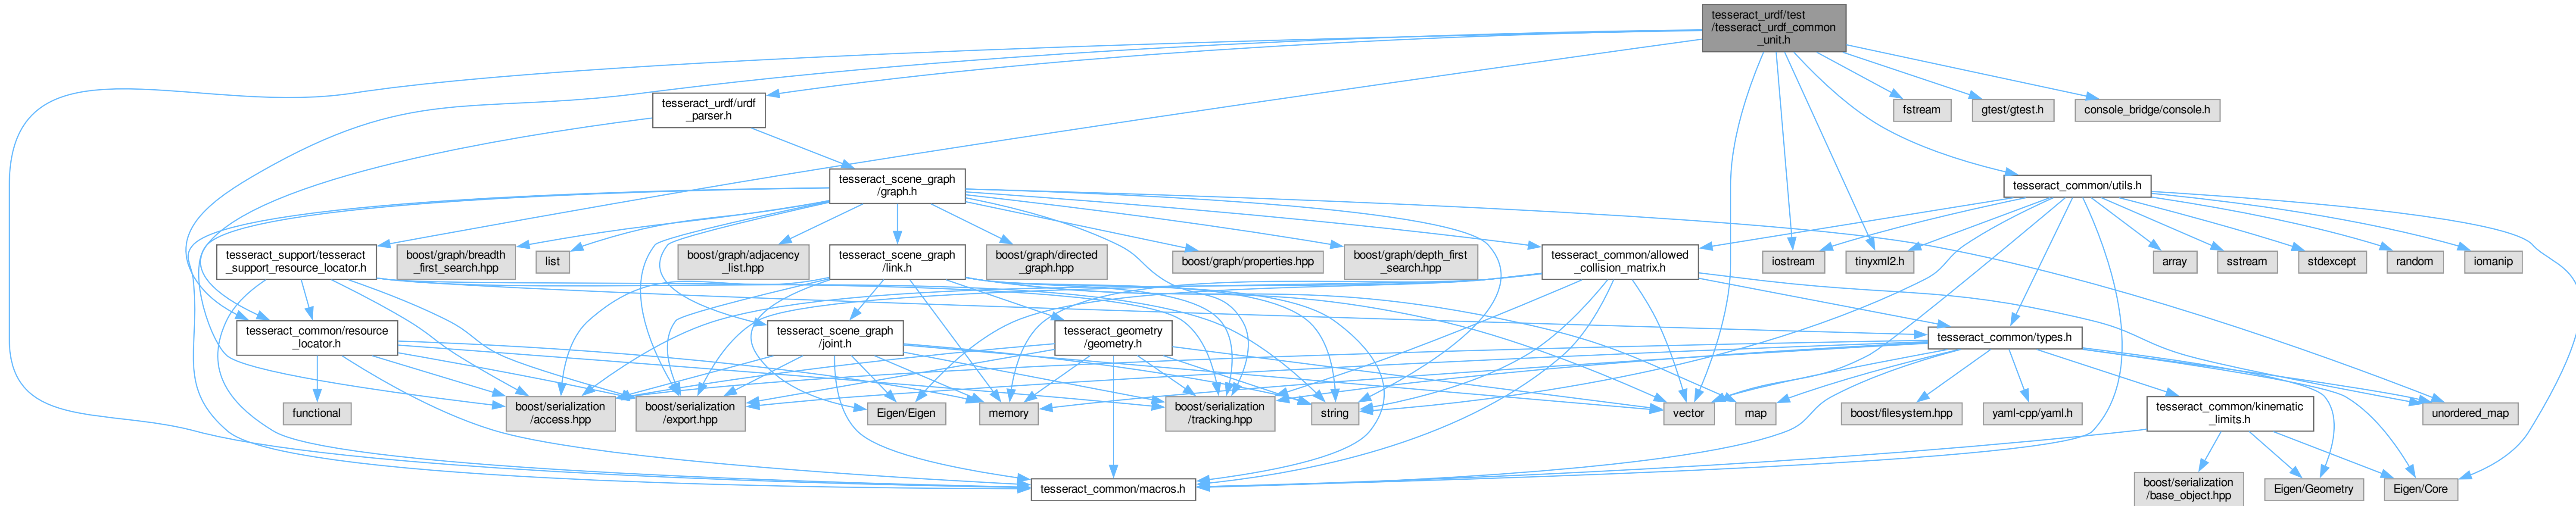 tesseract_urdf/test
/tesseract_urdf_common
_unit.h
tesseract_urdf/urdf
_parser.h
fstream
gtest/gtest.h
console_bridge/console.h
tesseract_scene_graph
/graph.h
tesseract_common/utils.h
tesseract_support/tesseract
_support_resource_locator.h
boost/graph/breadth
_first_search.hpp
list
boost/graph/adjacency
_list.hpp
tesseract_scene_graph
/link.h
boost/graph/directed
_graph.hpp
boost/graph/properties.hpp
boost/graph/depth_first
_search.hpp
tesseract_common/allowed
_collision_matrix.h
iostream
tinyxml2.h
array
sstream
stdexcept
random
iomanip
tesseract_common/resource
_locator.h
tesseract_scene_graph
/joint.h
tesseract_geometry
/geometry.h
tesseract_common/types.h
functional
boost/serialization
/access.hpp
boost/serialization
/export.hpp
Eigen/Eigen
memory
boost/serialization
/tracking.hpp
string
vector
map
boost/filesystem.hpp
yaml-cpp/yaml.h
tesseract_common/kinematic
_limits.h
unordered_map
tesseract_common/macros.h
boost/serialization
/base_object.hpp
Eigen/Geometry
Eigen/Core